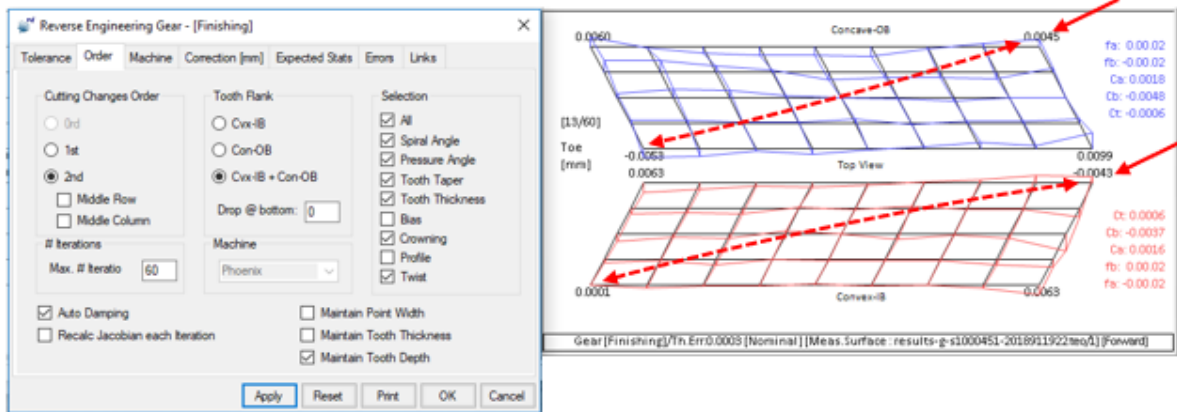 Reverse Engineering Gear - [Finishing]
Tolerance Order Machine Correction [mm] Expected Stats Errors Links
Cutting Changes Order
0rd
1st
2nd
Middle Row
Middle Column
# Iterations
Max. # Iteratio 60
Tooth Flank
Cvx-IB
Con-OB
Cvx-IB + Con-OB
Drop @ bottom: 0
Machine
Phoenix
Selection
All
Spiral Angle
Pressure Angle
Tooth Taper
Tooth Thickness
Bias
Crowning
Profile
Twist
Auto Damping
Recalc Jacobian each Iteration
Maintain Point Width
Maintain Tooth Thickness
Maintain Tooth Depth
Apply Reset Print OK Cancel
0.0060 Concave-OB 0.0045
fa: 0.00.02
fb: -0.00.02
Ca: 0.0018
Cb: -0.0048
Ct: -0.0006
[13/60]
Toe
[mm]
-0.0053 Top View 0.0099
0.0063 -0.0043
Ct: 0.0006
Cb: -0.0037
Ca: 0.0016
fb: 0.00.02
fa: -0.00.02
0.0001 Convex-IB 0.0063
Gear [Finishing]/Th.Err:0.0003 [Nominal] [Meas.Surface : results-g-s1000451-2018911922teq/1] [Forward]